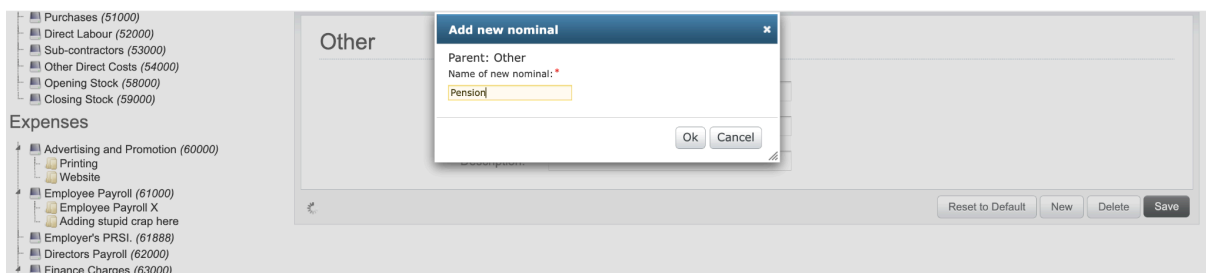 Purchases (51000)
Direct Labour (52000)
Sub-contractors (53000)
Other Direct Costs (54000)
Opening Stock (58000)
Closing Stock (59000)
Expenses
Advertising and Promotion (60000)
Printing
Website
Employee Payroll (61000)
Employee Payroll X
Adding stupid crap here
Employer's PRSI. (61888)
Directors Payroll (62000)
Finance Charges (63000)
Other
Add new nominal
x
Parent: Other
Name of new nominal: *
Pension
Ok Cancel
Description:
Reset to Default New Delete Save